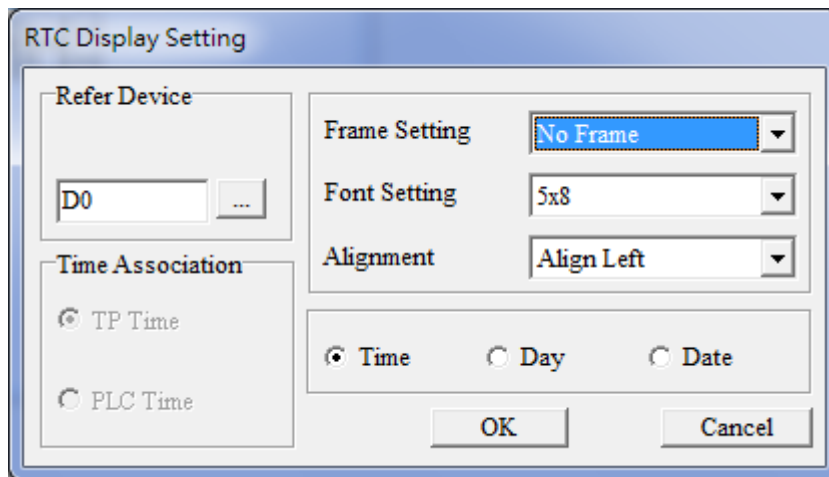 RTC Display Setting
Refer Device
D0
...
Time Association
TP Time
PLC Time
Frame Setting No Frame
Font Setting 5x8
Alignment Align Left
Time Day Date
OK Cancel